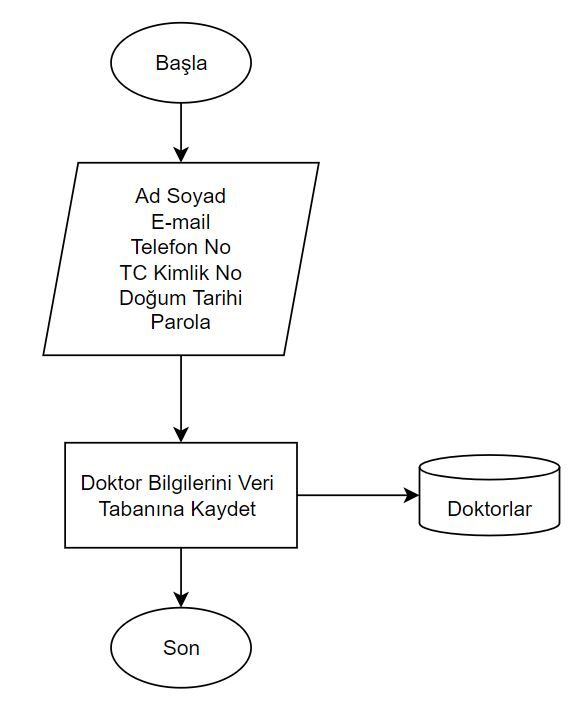 Başla
Ad Soyad
E-mail
Telefon No
TC Kimlik No
Doğum Tarihi
Parola
Doktor Bilgilerini Veri
Tabanına Kaydet
Doktorlar
Son